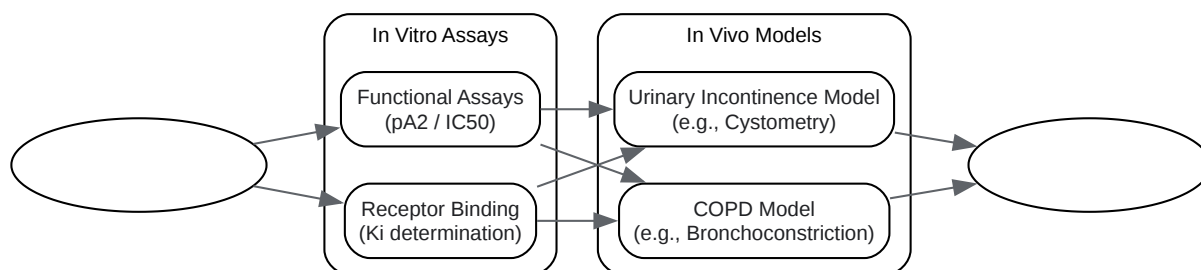 In Vitro Assays
Functional Assays
(pA2 / IC50)
Receptor Binding
(Ki determination)
In Vivo Models
Urinary Incontinence Model
(e.g., Cystometry)
COPD Model
(e.g., Bronchoconstriction)